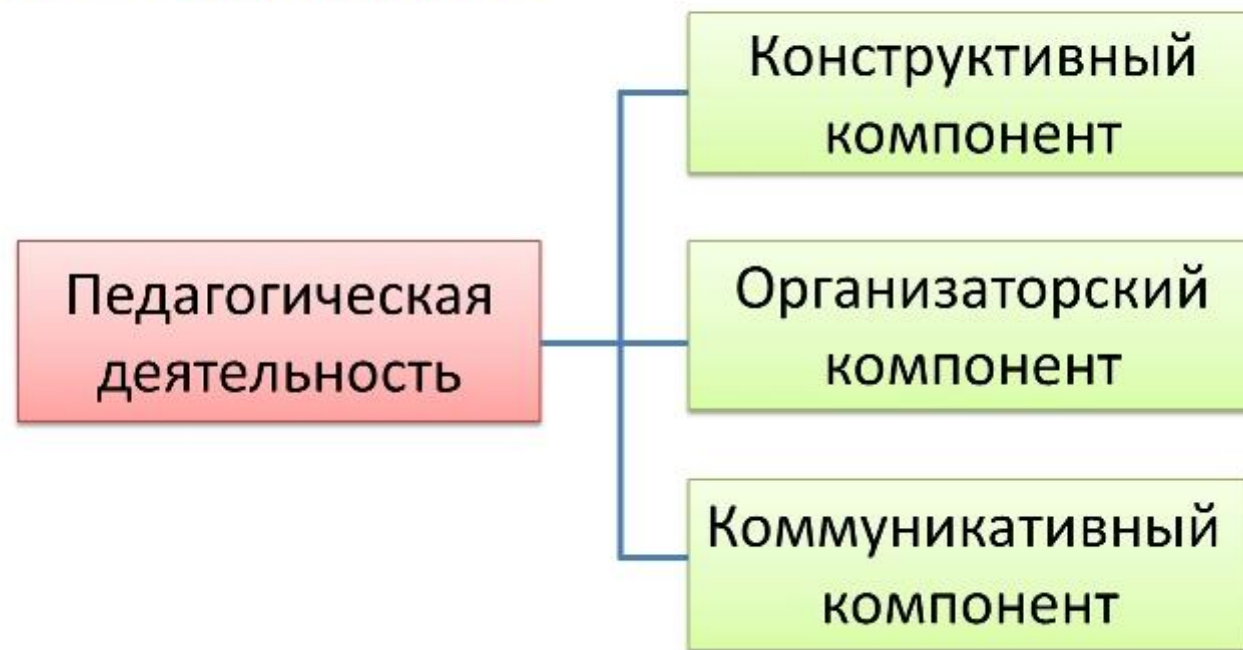 Педагогическая
деятельность
Конструктивный
компонент
Организаторский
компонент
Коммуникативный
компонент